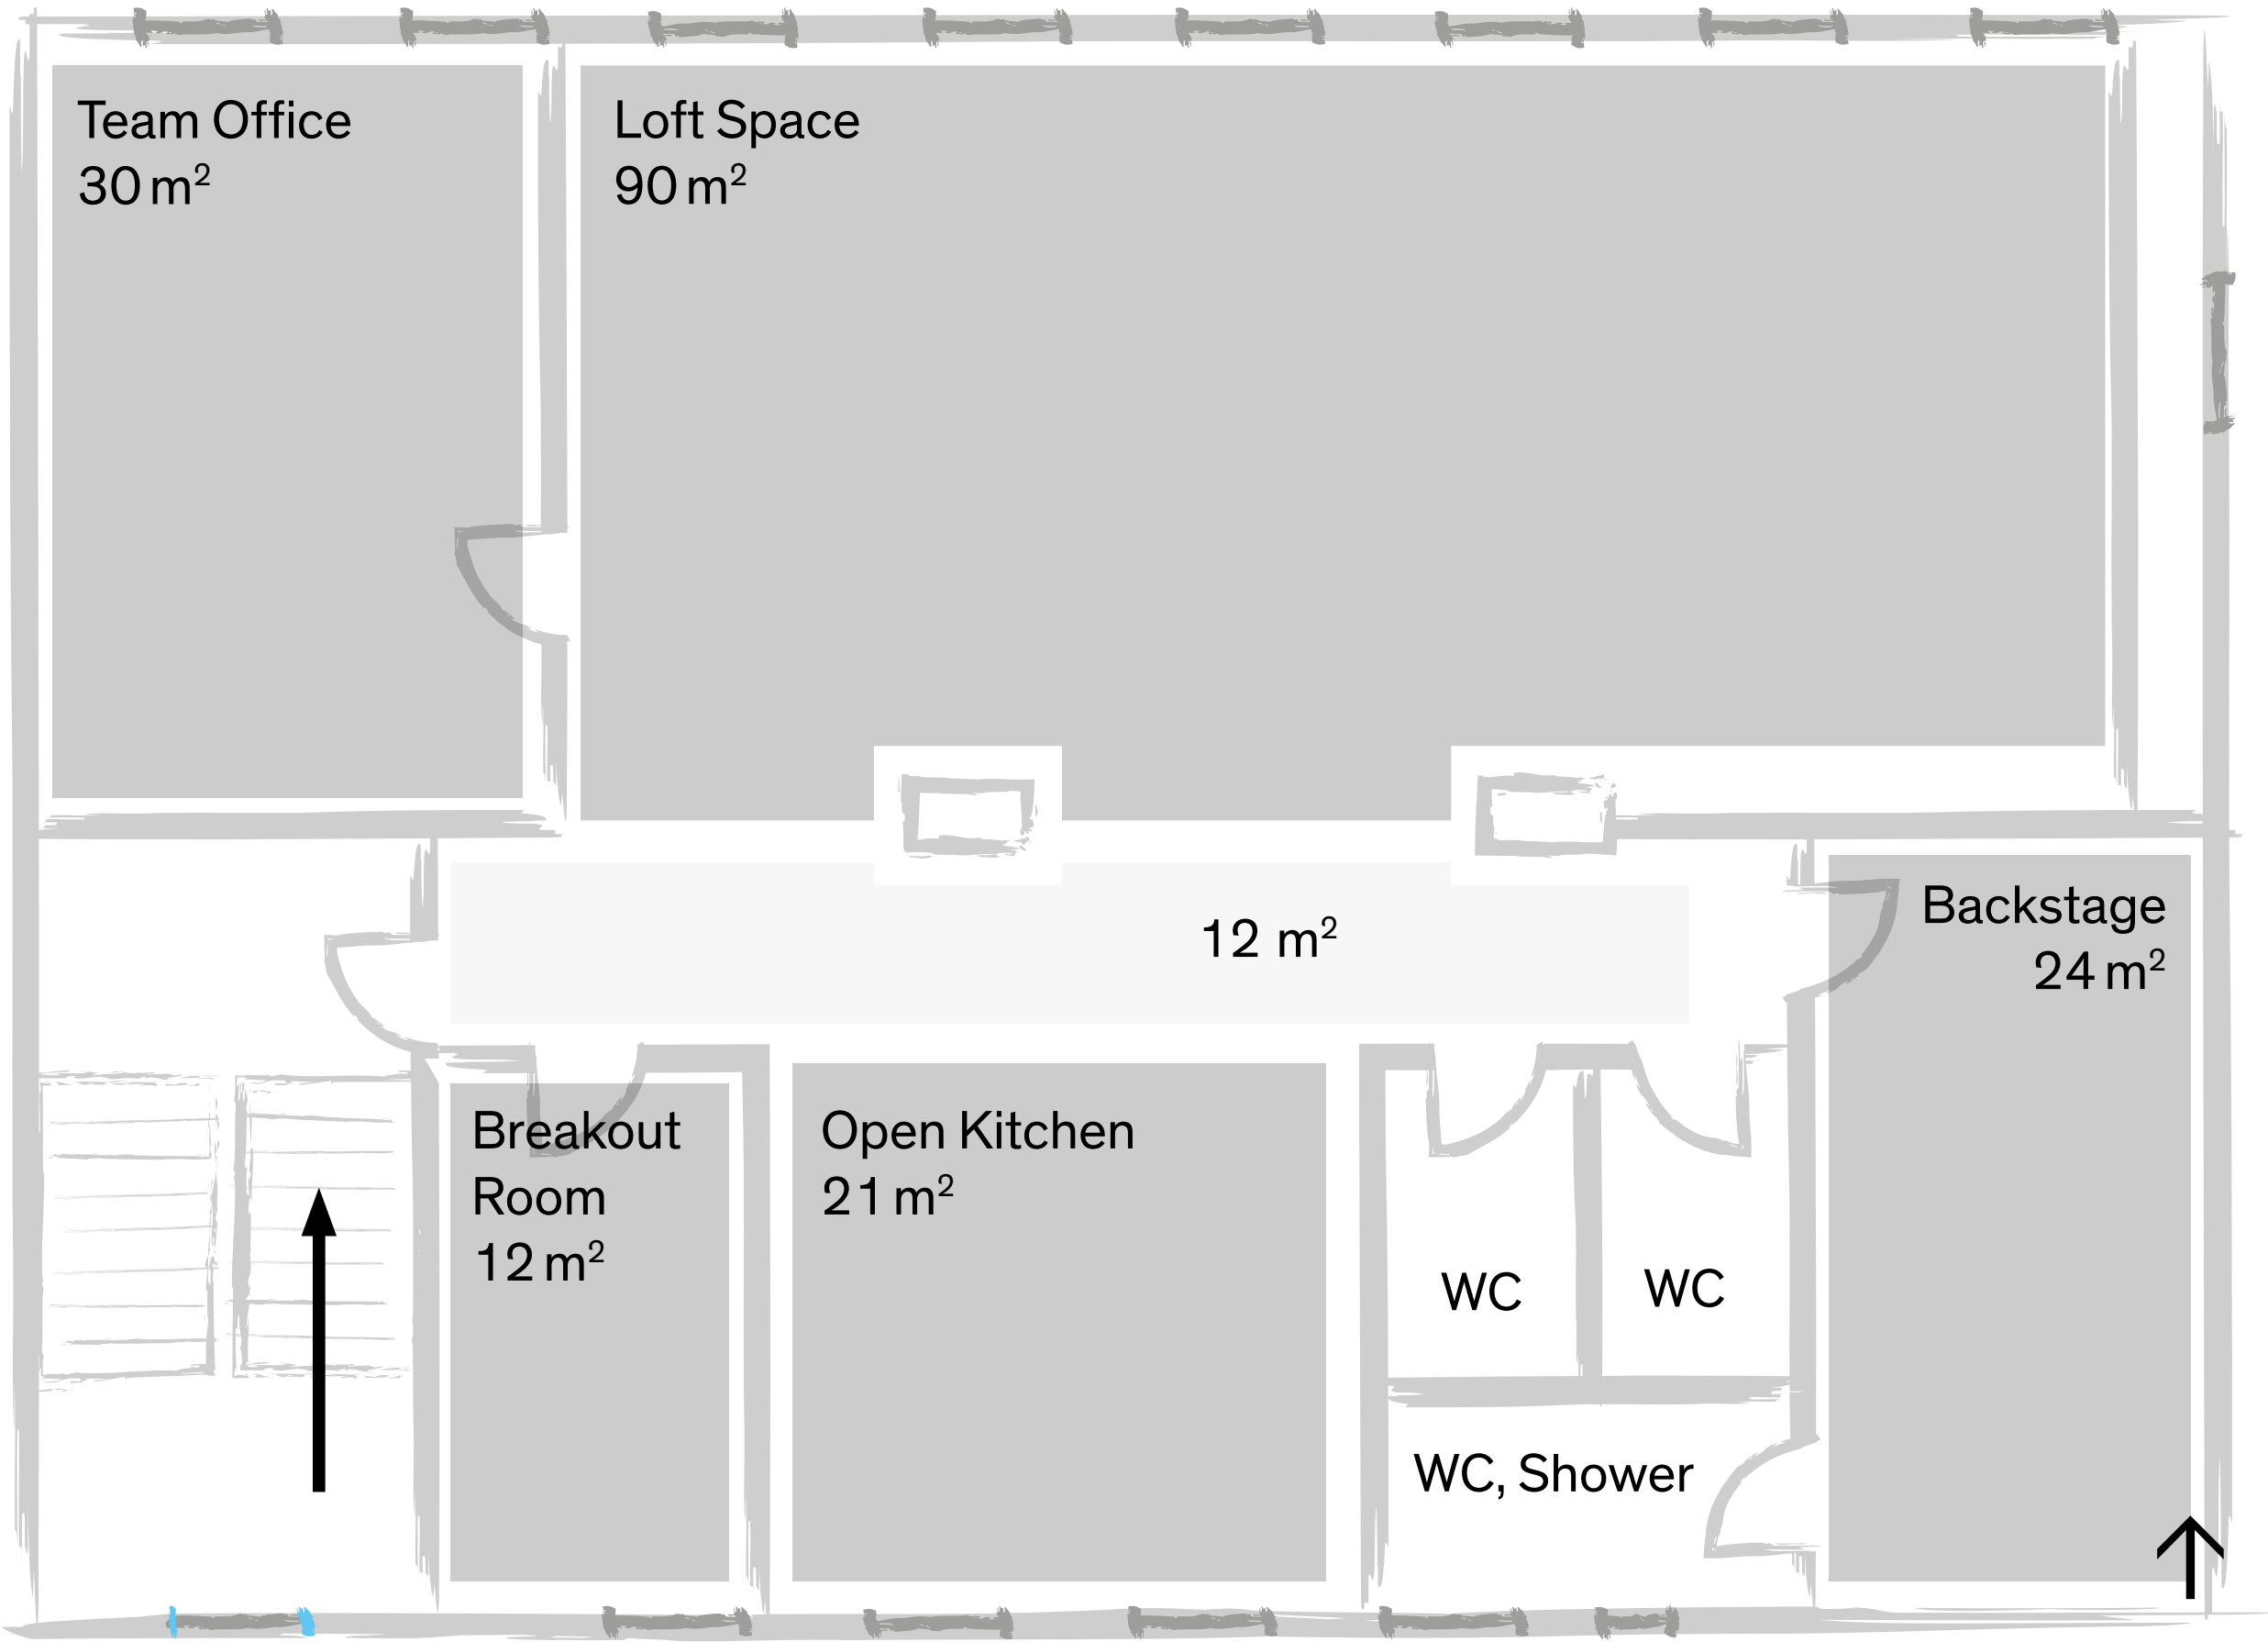 Team Office
30 m²
Loft Space
90 m²
12 m²
Backstage
24 m²
Breakout
Room
12 m²
Open Kitchen
21 m²
WC
WC
WC, Shower